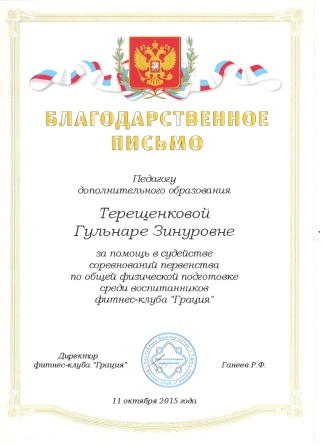 БЛАГОДАРСТВЕННОЕ
ПИСЬМО
Педагогу
дополнительного образования
Терещенковой
Гульнаре Зинуровне
за помощь в судействе
соревнований первенства
по общей физической подготовке
среди воспитанников
фитнес-клуба "Грация"
Директор
фитнес-клуба "Грация"
Ганеев Р.Ф.
11 октября 2015 года